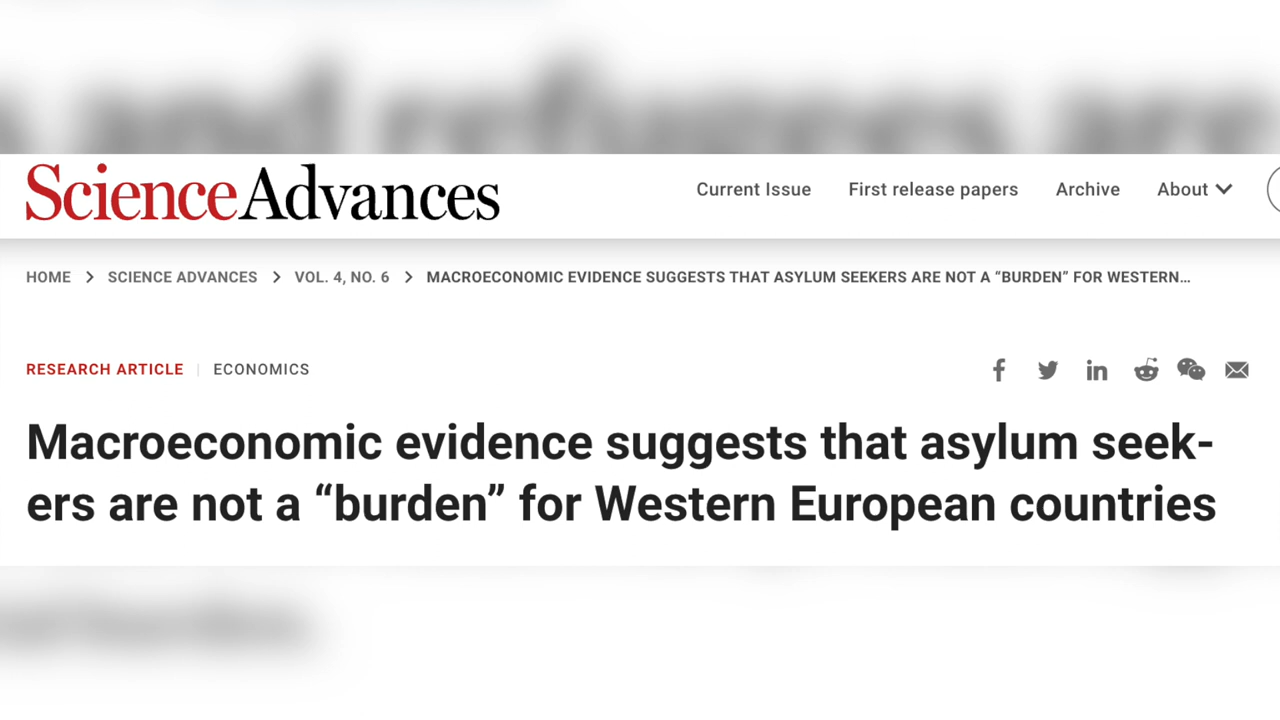 ScienceAdvances
Current Issue First release papers Archive About
HOME > SCIENCE ADVANCES > VOL. 4, NO. 6 > MACROECONOMIC EVIDENCE SUGGESTS THAT ASYLUM SEEKERS ARE NOT A “BURDEN” FOR WESTERN...
RESEARCH ARTICLE | ECONOMICS
Macroeconomic evidence suggests that asylum seek-
ers are not a “burden” for Western European countries